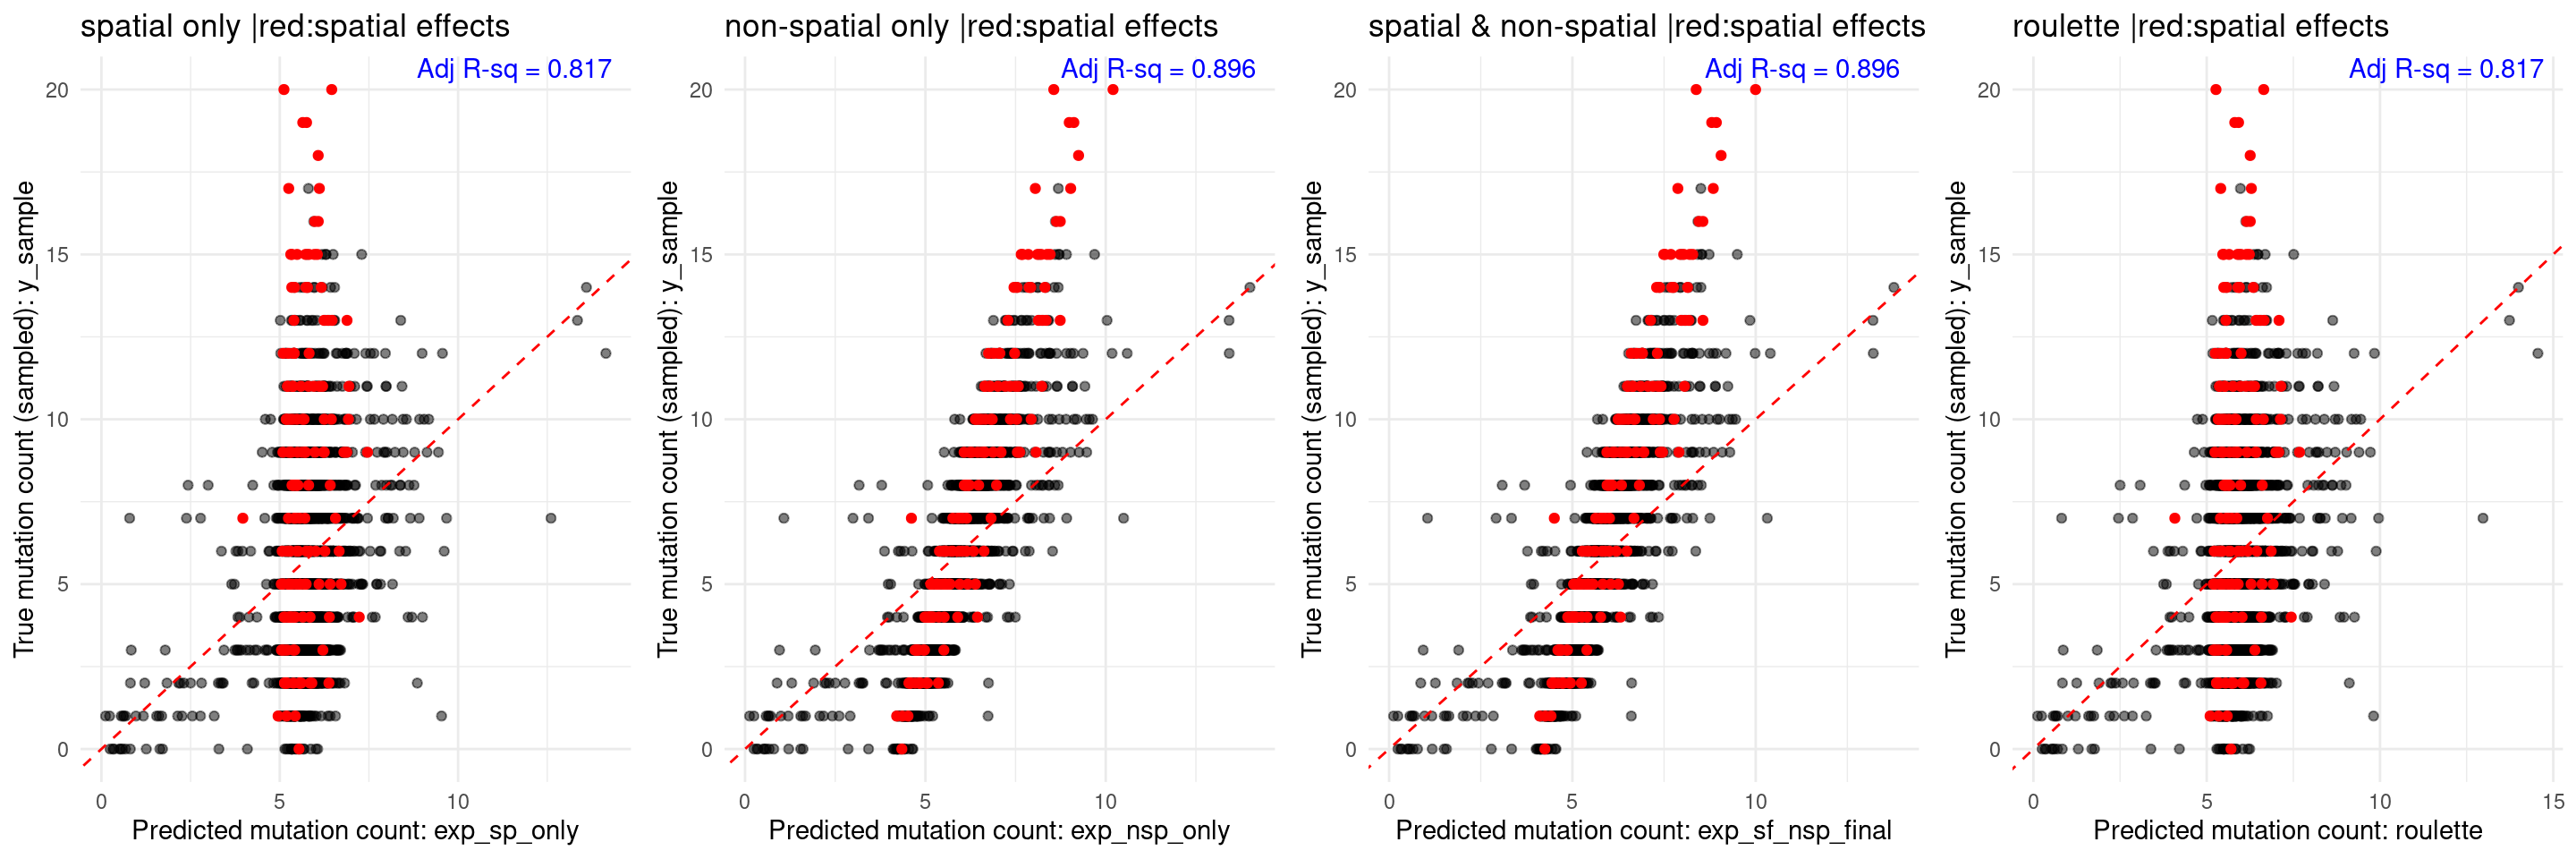 spatial only |red:spatial effects
Adj R-sq = 0.817
True mutation count (sampled): y_sample
20
15
10
5
0
0 5 10
Predicted mutation count: exp_sp_only
non-spatial only |red:spatial effects
Adj R-sq = 0.896
True mutation count (sampled): y_sample
20
15
10
5
0
0 5 10
Predicted mutation count: exp_nsp_only
spatial & non-spatial |red:spatial effects
Adj R-sq = 0.896
True mutation count (sampled): y_sample
20
15
10
5
0
0 5 10
Predicted mutation count: exp_sf_nsp_final
roulette |red:spatial effects
Adj R-sq = 0.817
True mutation count (sampled): y_sample
20
15
10
5
0
0 5 10 15
Predicted mutation count: roulette